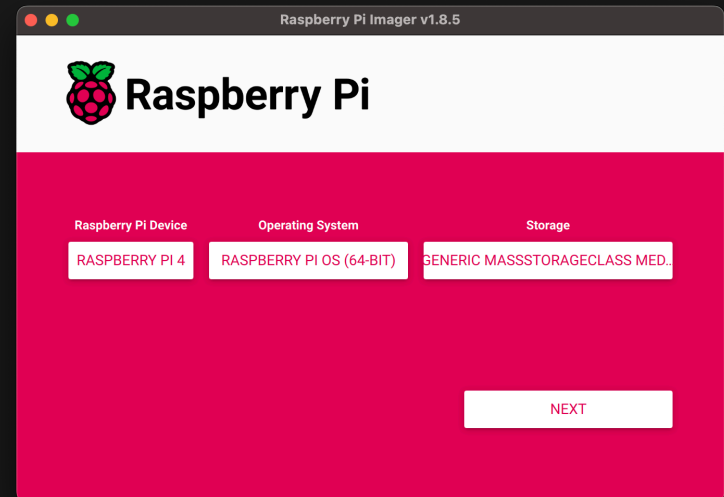 Raspberry Pi Imager v1.8.5
Raspberry Pi
Raspberry Pi Device
Operating System
Storage
RASPBERRY PI 4
RASPBERRY PI OS (64-BIT)
GENERIC MASSSTORAGECLASS MED..
NEXT